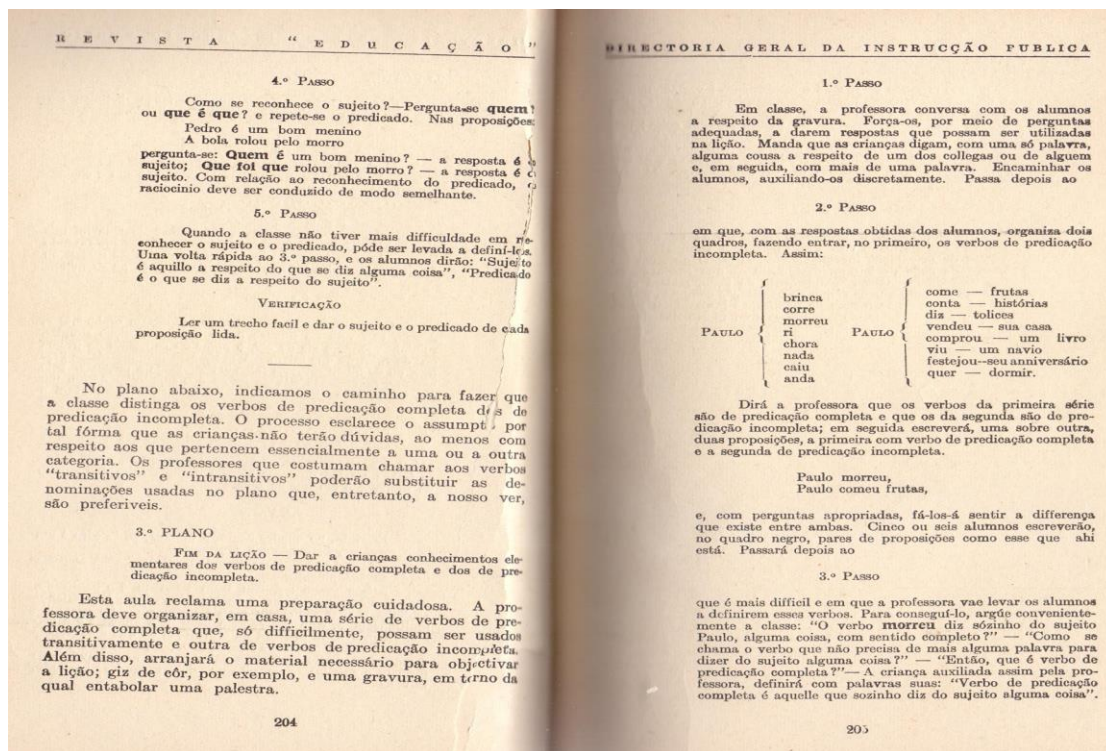 REVISTA "EDUCAÇÃO"
4.º Passo
Como se reconhece o sujeito?—Pergunta-se quem?
ou que é que? e repete-se o predicado. Nas proposições:
Pedro é um bom menino
A bola rolou pelo morro
pergunta-se: Quem é um bom menino? — a resposta é o
sujeito; Que foi que rolou pelo morro? — a resposta é o
sujeito. Com relação ao reconhecimento do predicado, o
raciocinio deve ser conduzido de modo semelhante.
5.º Passo
Quando a classe não tiver mais difficuldade em re-
conhecer o sujeito e o predicado, póde ser levada a definí-los.
Uma volta rápida ao 3.º passo, e os alumnos dirão: "Sujeito
é aquillo a respeito do que se diz alguma coisa", "Predicado
é o que se diz a respeito do sujeito".
Verificação
Ler um trecho facil e dar o sujeito e o predicado de cada
proposição lida.
No plano abaixo, indicamos o caminho para fazer que
a classe distinga os verbos de predicação completa dos de
predicação incompleta. O processo esclarece o assumpto, por
tal fórma que as crianças não terão dúvidas, ao menos com
respeito aos que pertencem essencialmente a uma ou a outra
categoria. Os professores que costumam chamar aos verbos
"transitivos" e "intransitivos" poderão substituir as de-
nominações usadas no plano que, entretanto, a nosso ver,
são preferiveis.
3.º PLANO
Fim da lição — Dar a crianças conhecimentos ele-
mentares dos verbos de predicação completa e dos de pre-
dicação incompleta.
Esta aula reclama uma preparação cuidadosa. A pro-
fessora deve organizar, em casa, uma série de verbos de pre-
dicação completa que, só difficilmente, possam ser usados
transitivamente e outra de verbos de predicação incompleta.
Além disso, arranjará o material necessário para objectivar
a lição; giz de côr, por exemplo, e uma gravura, em torno da
qual entabolar uma palestra.
204
DIRECTORIA GERAL DA INSTRUCÇÃO PUBLICA
1.º Passo
Em classe, a professora conversa com os alumnos
a respeito da gravura. Força-os, por meio de perguntas
adequadas, a darem respostas que possam ser utilizadas
na lição. Manda que as crianças digam, com uma só palavra,
alguma cousa a respeito de um dos collegas ou de alguem
e, em seguida, com mais de uma palavra. Encaminhar os
alumnos, auxiliando-os discretamente. Passa depois ao
2.º Passo
em que, com as respostas obtidas dos alumnos, organiza dois
quadros, fazendo entrar, no primeiro, os verbos de predicação
incompleta. Assim:
Paulo
brinca
corre
morreu
ri
chora
nada
caiu
anda
Paulo
come — frutas
conta — histórias
diz — tolices
vendeu — sua casa
comprou — um livro
viu — um navio
festejou--seu anniversário
quer — dormir.
Dirá a professora que os verbos da primeira série
são de predicação completa e que os da segunda são de pre-
dicação incompleta; em seguida escreverá, uma sobre outra,
duas proposições, a primeira com verbo de predicação completa
e a segunda de predicação incompleta.
Paulo morreu,
Paulo comeu frutas,
e, com perguntas apropriadas, fá-los-á sentir a differença
que existe entre ambas. Cinco ou seis alumnos escreverão,
no quadro negro, pares de proposições como esse que ahi
está. Passará depois ao
3.º Passo
que é mais difficil e em que a professora vae levar os alumnos
a definirem esses verbos. Para conseguí-lo, argúe conveniente-
mente a classe: "O verbo morreu diz sózinho do sujeito
Paulo, alguma coisa, com sentido completo?" — "Como se
chama o verbo que não precisa de mais alguma palavra para
dizer do sujeito alguma coisa?" — "Então, que é verbo de
predicação completa?"— A criança auxiliada assim pela pro-
fessora, definirá com palavras suas: "Verbo de predicação
completa é aquelle que sozinho diz do sujeito alguma coisa".
205